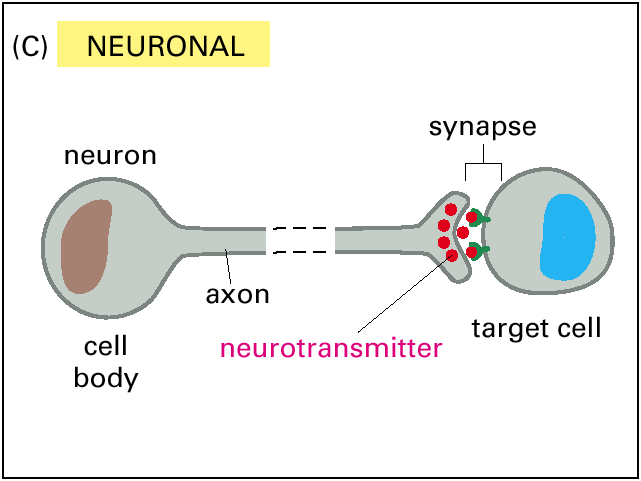 (C) NEURONAL
synapse
neuron
axon
target cell
neurotransmitter
cell
body